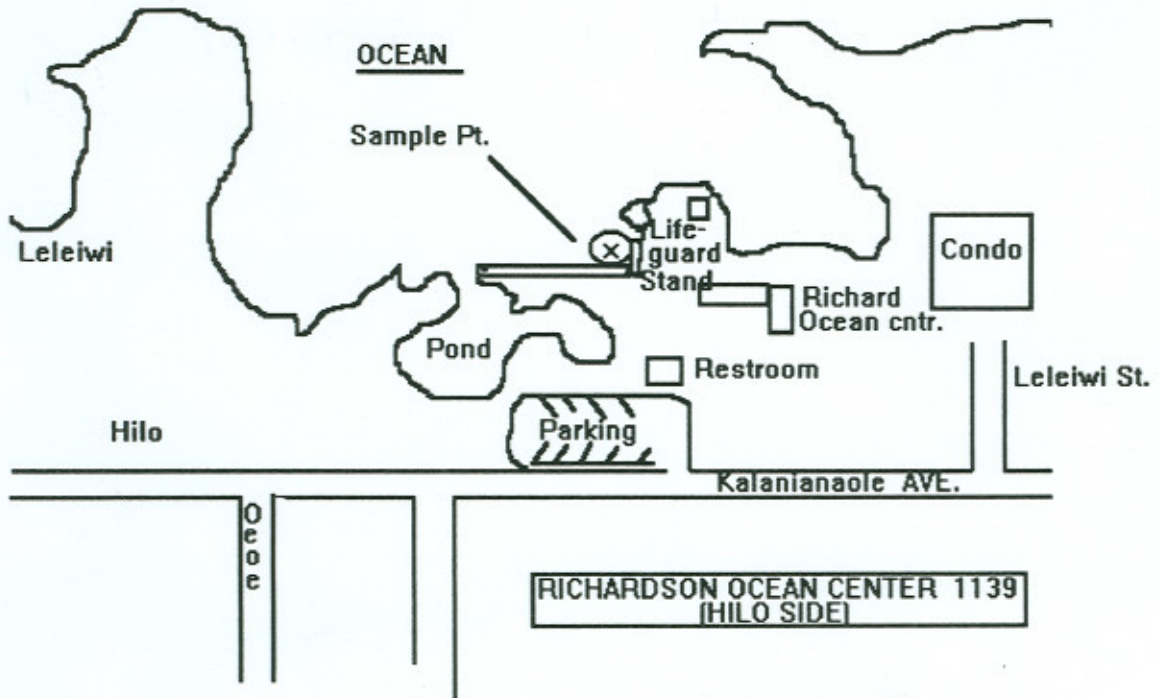 OCEAN
Sample Pt.
Leleiwi
Life-
guard
Stand
Condo
Richard
Ocean cntr.
Pond
Restroom
Leleiwi St.
Hilo
Parking
Kalanianaole AVE.
Oeoe
RICHARDSON OCEAN CENTER 1139
(HILO SIDE)